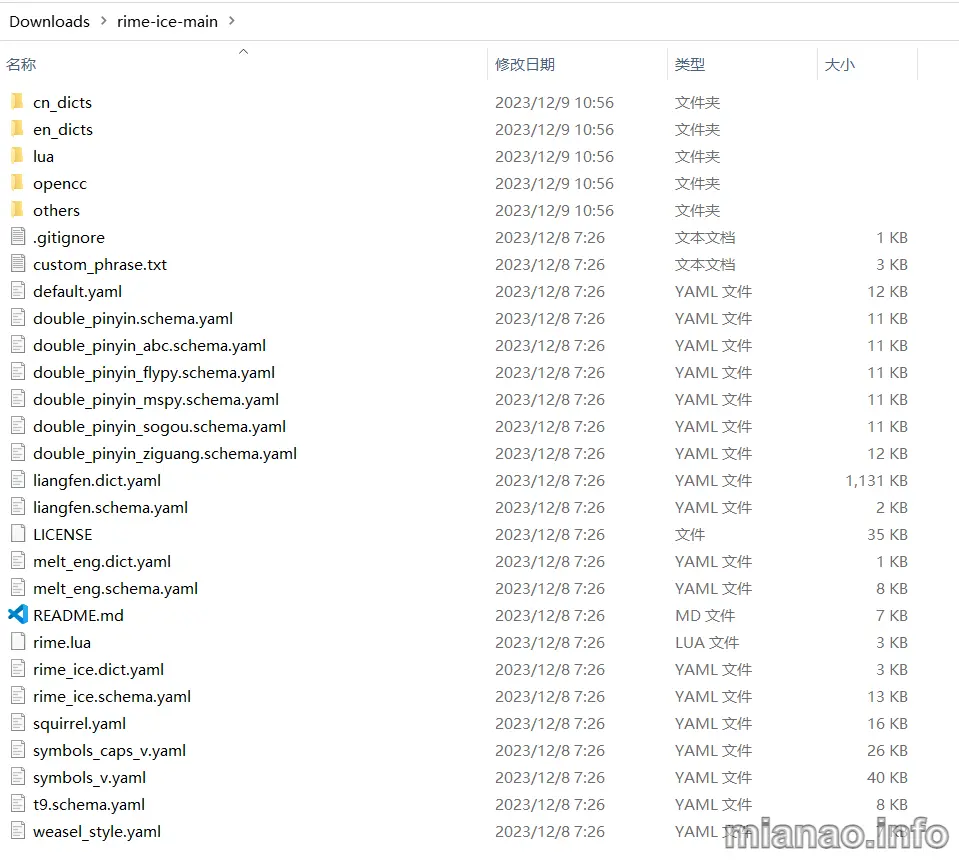 Downloads > rime-ice-main >
名称 修改日期 类型 大小
cn_dicts 2023/12/9 10:56 文件夹
en_dicts 2023/12/9 10:56 文件夹
lua 2023/12/9 10:56 文件夹
opencc 2023/12/9 10:56 文件夹
others 2023/12/9 10:56 文件夹
.gitignore 2023/12/8 7:26 文本文档 1 KB
custom_phrase.txt 2023/12/8 7:26 文本文档 3 KB
default.yaml 2023/12/8 7:26 YAML 文件 12 KB
double_pinyin.schema.yaml 2023/12/8 7:26 YAML 文件 11 KB
double_pinyin_abc.schema.yaml 2023/12/8 7:26 YAML 文件 11 KB
double_pinyin_flypy.schema.yaml 2023/12/8 7:26 YAML 文件 11 KB
double_pinyin_mspy.schema.yaml 2023/12/8 7:26 YAML 文件 11 KB
double_pinyin_sogou.schema.yaml 2023/12/8 7:26 YAML 文件 11 KB
double_pinyin_ziguang.schema.yaml 2023/12/8 7:26 YAML 文件 12 KB
liangfen.dict.yaml 2023/12/8 7:26 YAML 文件 1,131 KB
liangfen.schema.yaml 2023/12/8 7:26 YAML 文件 2 KB
LICENSE 2023/12/8 7:26 文件 35 KB
melt_eng.dict.yaml 2023/12/8 7:26 YAML 文件 1 KB
melt_eng.schema.yaml 2023/12/8 7:26 YAML 文件 8 KB
README.md 2023/12/8 7:26 MD 文件 7 KB
rime.lua 2023/12/8 7:26 LUA 文件 3 KB
rime_ice.dict.yaml 2023/12/8 7:26 YAML 文件 3 KB
rime_ice.schema.yaml 2023/12/8 7:26 YAML 文件 13 KB
squirrel.yaml 2023/12/8 7:26 YAML 文件 16 KB
symbols_caps_v.yaml 2023/12/8 7:26 YAML 文件 26 KB
symbols_v.yaml 2023/12/8 7:26 YAML 文件 40 KB
t9.schema.yaml 2023/12/8 7:26 YAML 文件 8 KB
weasel_style.yaml 2023/12/8 7:26 YAML 文件
mianao.info